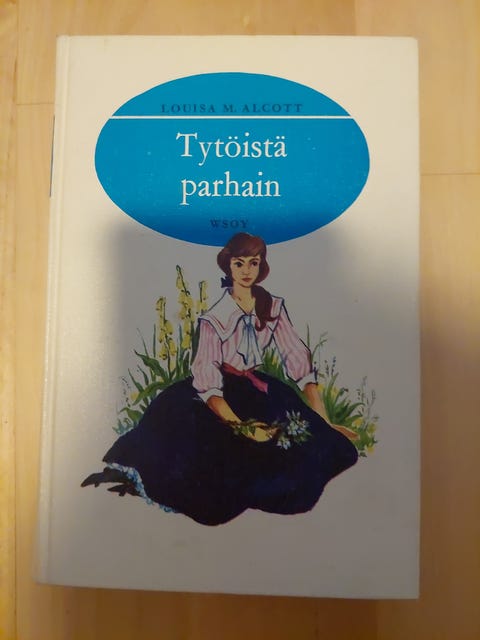 LOUISA M. ALCOTT
Tytöistä
parhain
WSOY